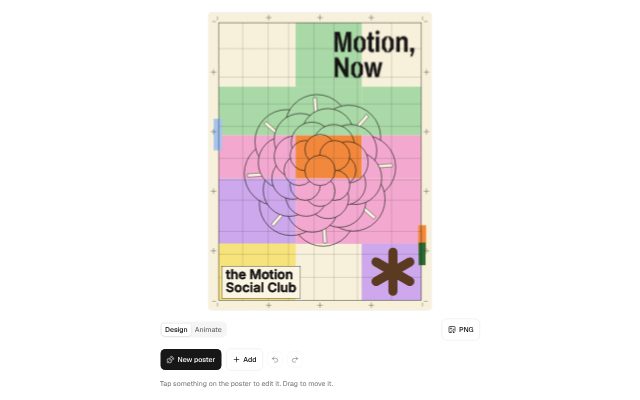 Motion,
Now
the Motion
Social Club
Design
Animate
PNG
New poster
Add
Tap something on the poster to edit it. Drag to move it.